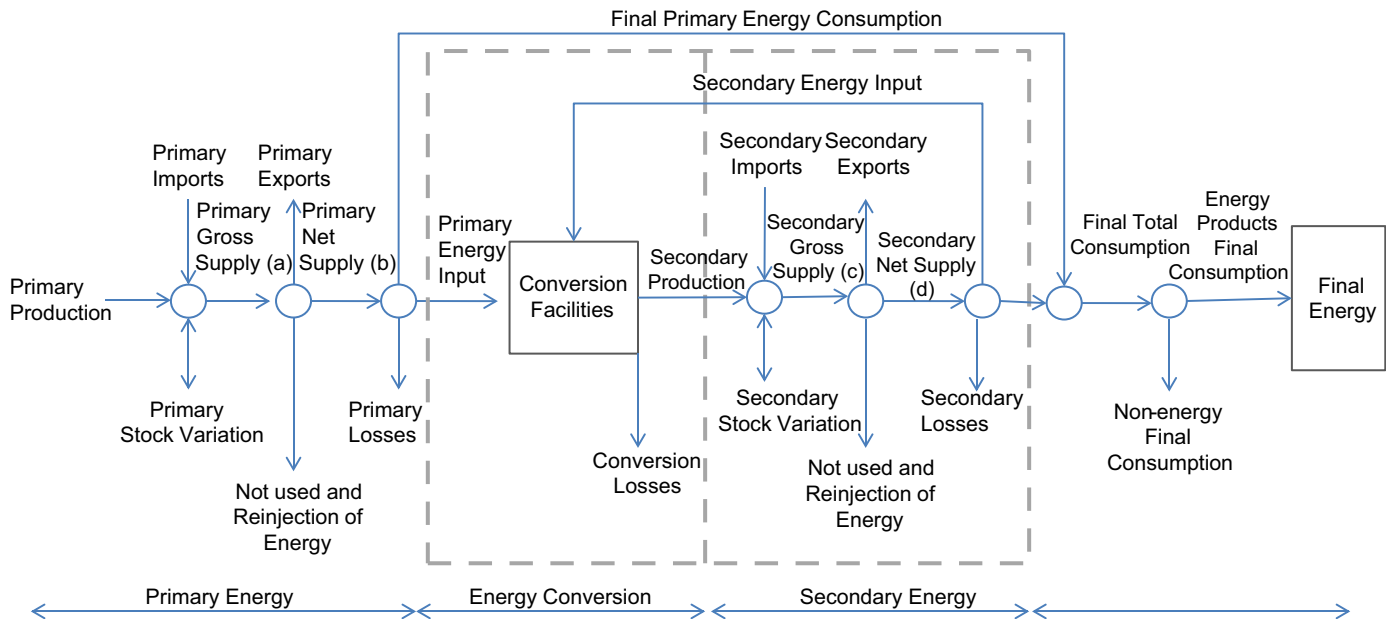 Final Primary Energy Consumption
Secondary Energy Input
Primary
Imports
Primary
Exports
Secondary
Imports
Secondary
Exports
Primary
Gross
Supply (a)
Primary
Net
Supply (b)
Primary
Energy
Input
Conversion
Facilities
Secondary
Production
Secondary
Gross
Supply (c)
Secondary
Net Supply
(d)
Final Total
Consumption
Energy
Products
Final
Consumption
Final
Energy
Primary
Production
Primary
Stock Variation
Primary
Losses
Not used and
Reinjection of
Energy
Conversion
Losses
Secondary
Stock Variation
Not used and
Reinjection of
Energy
Secondary
Losses
Non-energy
Final
Consumption
Primary Energy
Energy Conversion
Secondary Energy